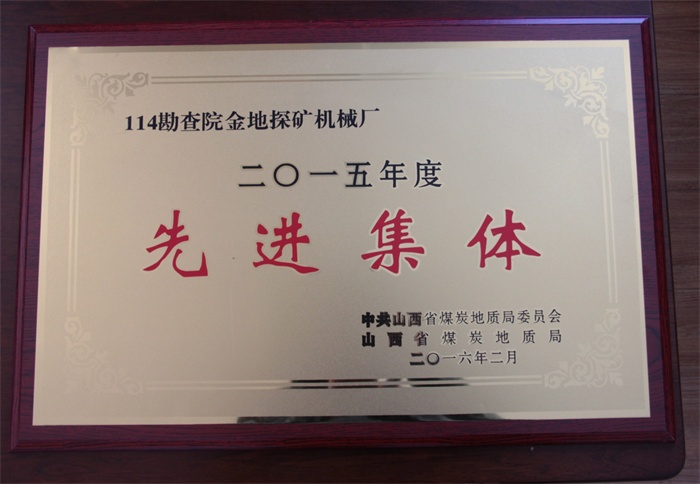 114勘查院金地探矿机械厂
二〇一五年度
先进集体
中共山西省煤炭地质局委员会
山西省煤炭地质局
二〇一六年二月